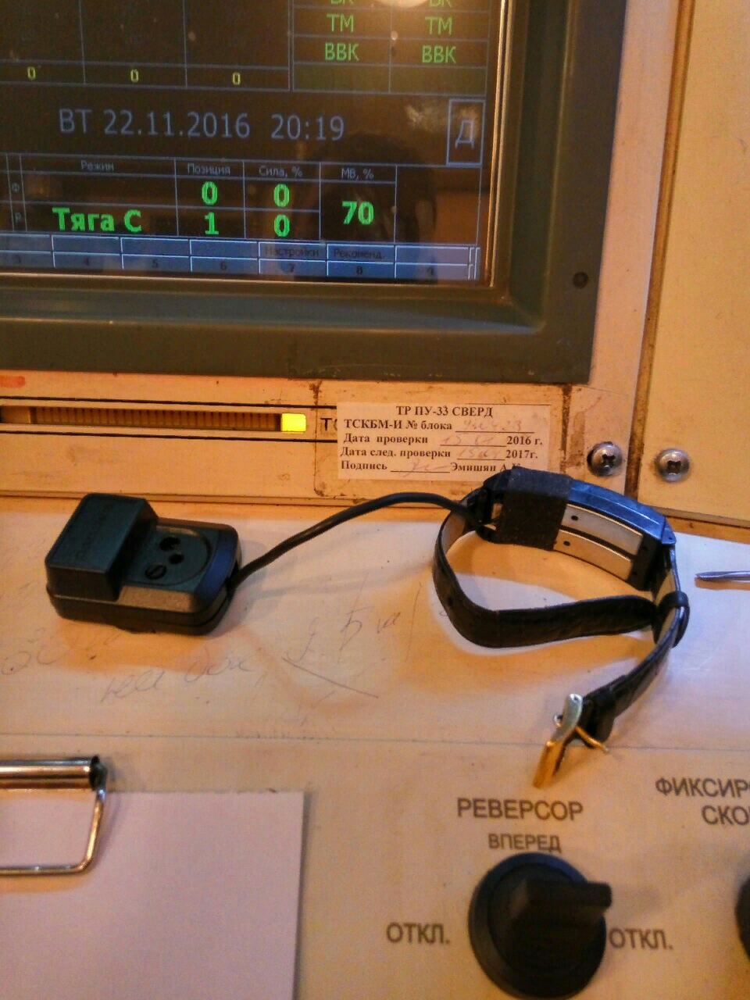 ВК ВК
ТМ ТМ
ВВК ВВК
0 0 0
ВТ 22.11.2016 20:19 Д
Режим Позиция Сила, % МВ, %
Ф 0 0
70
Р Тяга С 1 0
Настройки Рекоменд.
3 4 5 6 7 8 9
ТР ПУ-33 СВЕРД
ТСКБМ-И № блока
Дата проверки 2016 г.
Дата след. проверки 2017г.
Подпись Эмишян А
РЕВЕРСОР
ВПЕРЕД
ОТКЛ. ОТКЛ.
ФИКСИР
СКО